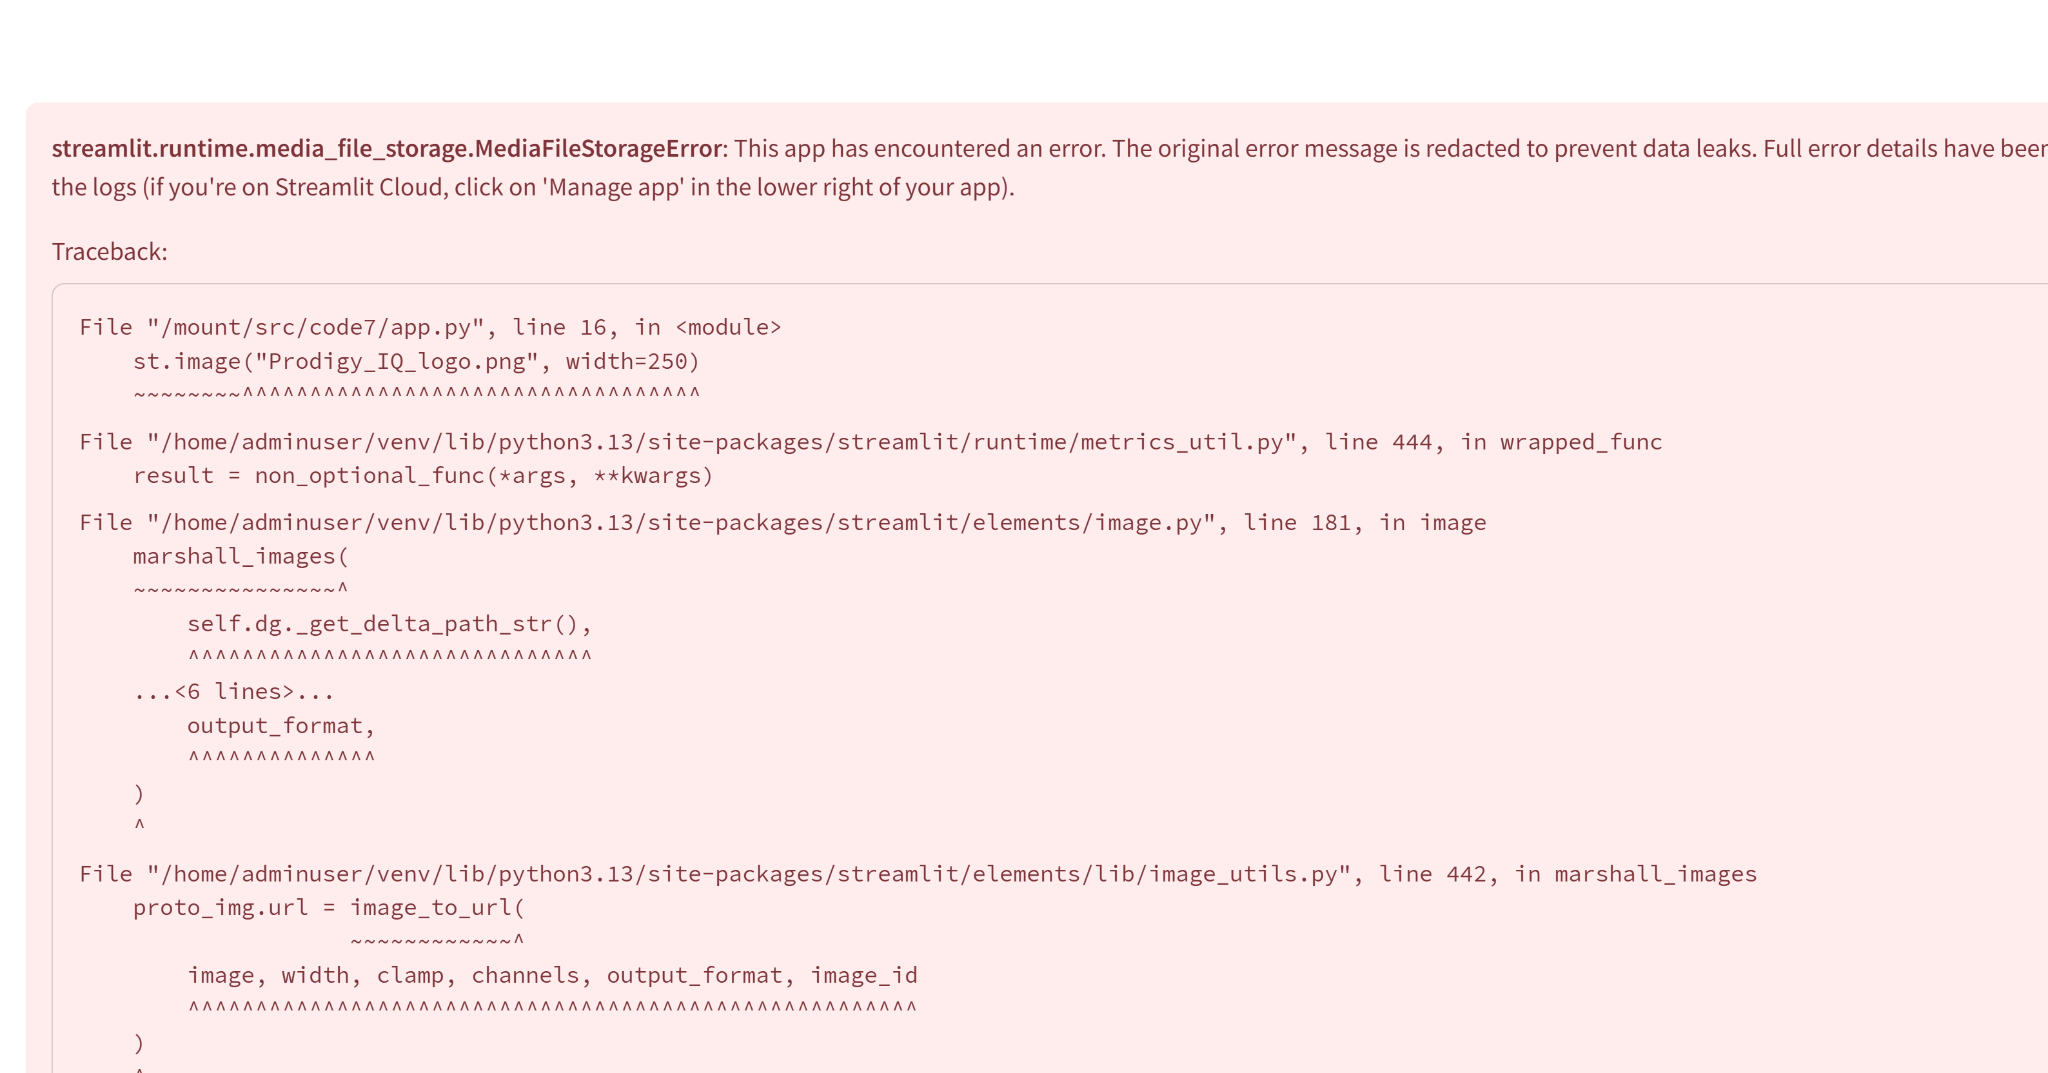 streamlit.runtime.media_file_storage.MediaFileStorageError: This app has encountered an error. The original error message is redacted to prevent data leaks. Full error details have been
the logs (if you're on Streamlit Cloud, click on 'Manage app' in the lower right of your app).
Traceback:
File "/mount/src/code7/app.py", line 16, in <module>
    st.image("Prodigy_IQ_logo.png", width=250)
    ~~~~~~~~^^^^^^^^^^^^^^^^^^^^^^^^^^^^^^^^^^
File "/home/adminuser/venv/lib/python3.13/site-packages/streamlit/runtime/metrics_util.py", line 444, in wrapped_func
    result = non_optional_func(*args, **kwargs)
File "/home/adminuser/venv/lib/python3.13/site-packages/streamlit/elements/image.py", line 181, in image
    marshall_images(
    ~~~~~~~~~~~~~~~^
        self.dg._get_delta_path_str(),
        ^^^^^^^^^^^^^^^^^^^^^^^^^^^^^^
    ...<6 lines>...
        output_format,
        ^^^^^^^^^^^^^^
    )
    ^
File "/home/adminuser/venv/lib/python3.13/site-packages/streamlit/elements/lib/image_utils.py", line 442, in marshall_images
    proto_img.url = image_to_url(
                    ~~~~~~~~~~~~^
        image, width, clamp, channels, output_format, image_id
        ^^^^^^^^^^^^^^^^^^^^^^^^^^^^^^^^^^^^^^^^^^^^^^^^^^^^^^
    )
    ^